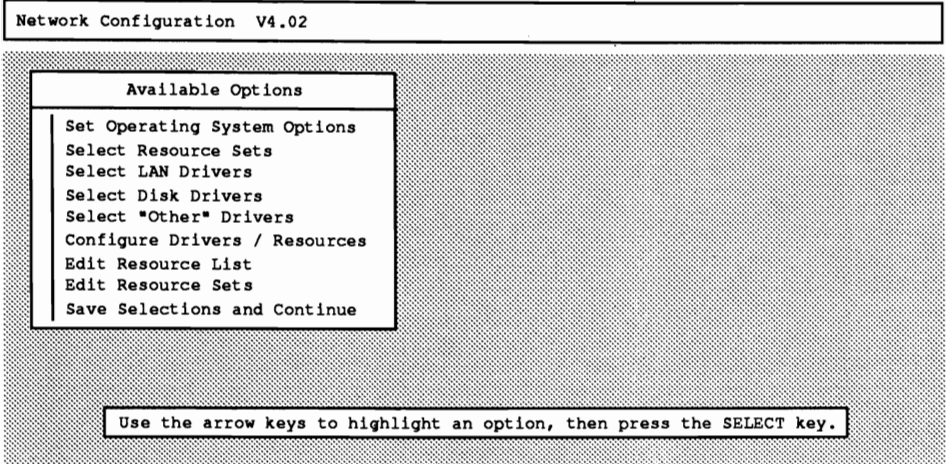 Network Configuration  V4.02
Available Options
Set Operating System Options
Select Resource Sets
Select LAN Drivers
Select Disk Drivers
Select "Other" Drivers
Configure Drivers / Resources
Edit Resource List
Edit Resource Sets
Save Selections and Continue
Use the arrow keys to highlight an option, then press the SELECT key.